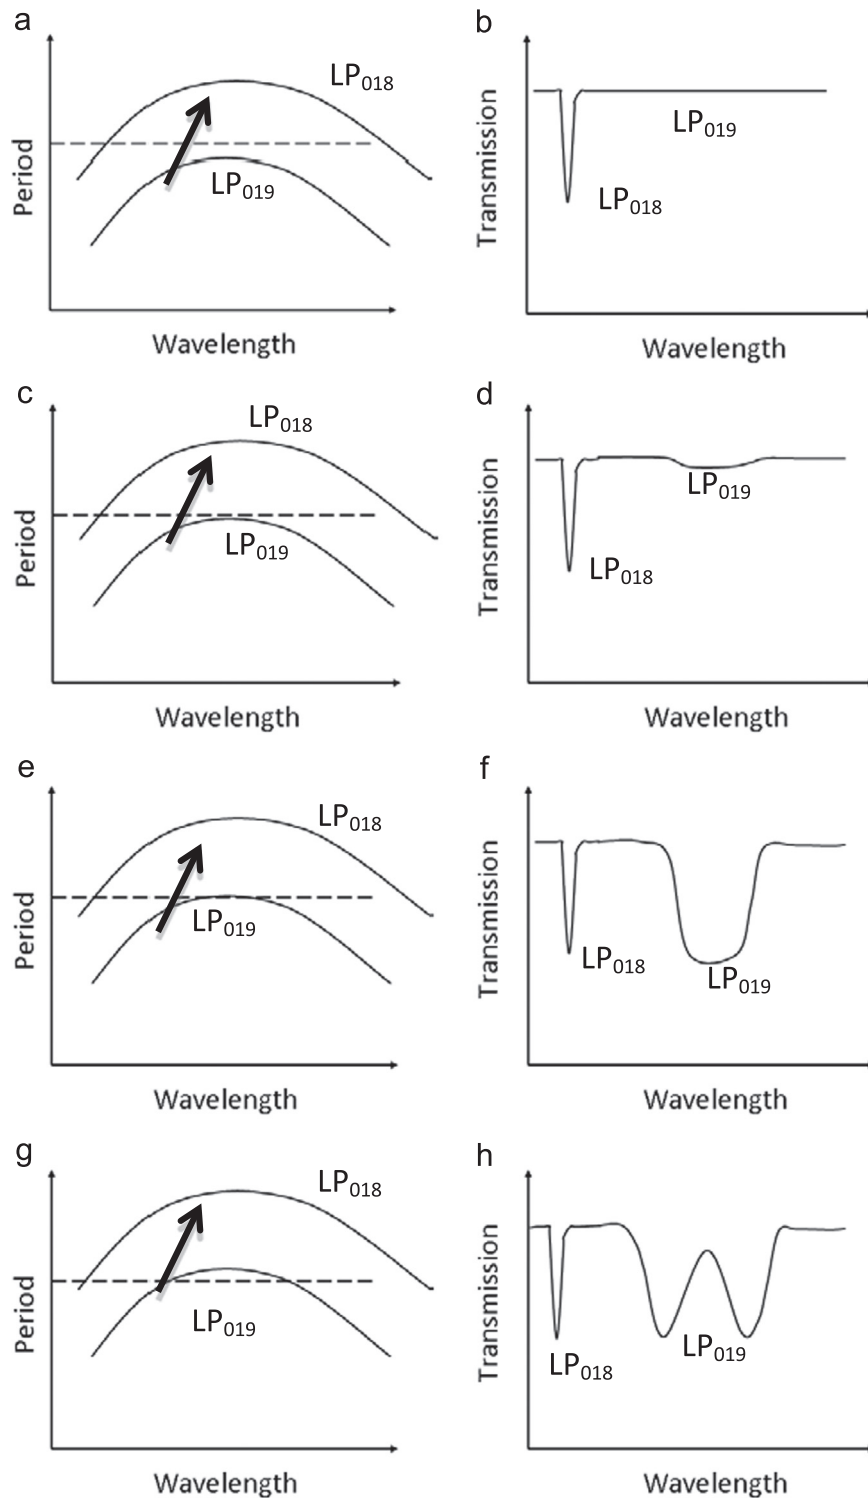 a
LP018
Period
LP019
Wavelength
b
Transmission
LP019
LP018
Wavelength
c
LP018
Period
LP019
Wavelength
d
Transmission
LP019
LP018
Wavelength
e
LP018
Period
LP019
Wavelength
f
Transmission
LP018
LP019
Wavelength
g
LP018
Period
LP019
Wavelength
h
Transmission
LP019
LP018
Wavelength